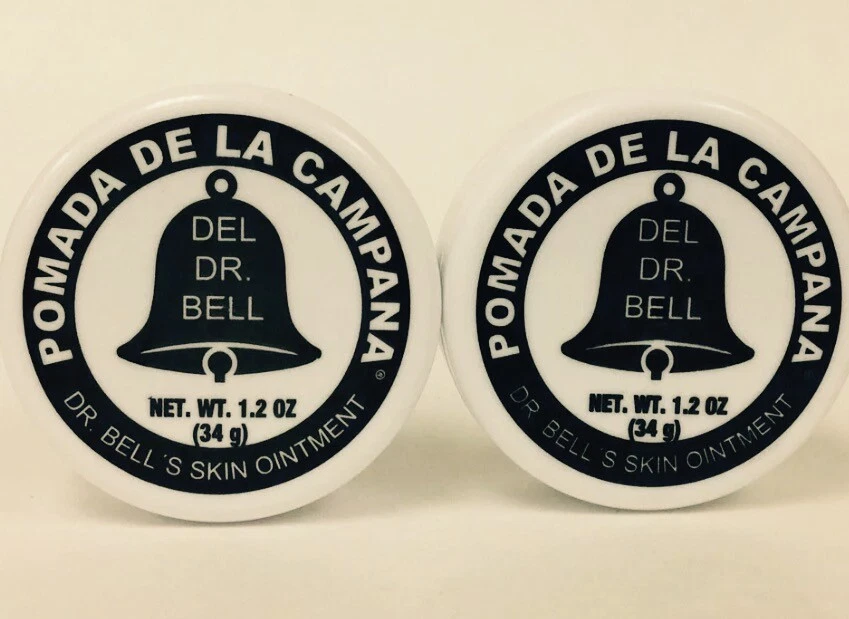 POMADA DE LA CAMPANA®
DEL
DR.
BELL
NET. WT. 1.2 OZ
(34 g)
DR. BELL´S SKIN OINTMENT
POMADA DE LA CAMPANA
DEL
DR.
BELL
NET. WT. 1.2 OZ
(34 g)
DR. BELL´S SKIN OINTMENT